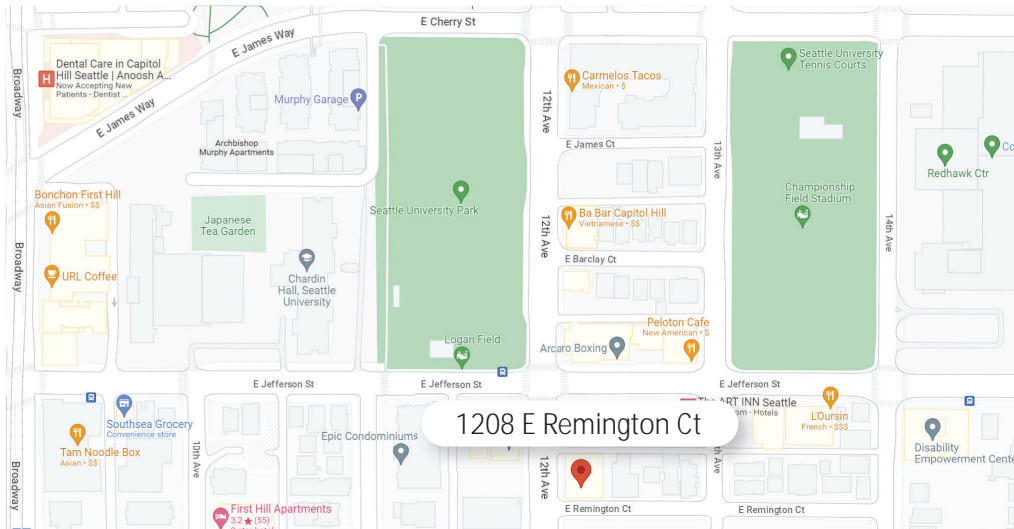 E Cherry St
E James Way
Seattle University
Tennis Courts
Dental Care in Capitol
Hill Seattle | Anoosh A...
Now Accepting New
Patients - Dentist ...
H
Broadway
Carmelos Tacos
Mexican • $
Murphy Garage
P
12th Ave
E James Way
Archbishop
Murphy Apartments
E James Ct
13th Ave
Redhawk Ctr
Co
Bonchon First Hill
Asian Fusion • $$
Seattle University Park
Championship
Field Stadium
Japanese
Tea Garden
Ba Bar Capitol Hill
Vietnamese • $$
12th Ave
14th Ave
Broadway
E Barclay Ct
URL Coffee
Chardin
Hall, Seattle
University
Peloton Cafe
New American • $
Logan Field
Arcaro Boxing
E Jefferson St
E Jefferson St
E Jefferson St
The ART INN Seattle
om - Hotels
L'Oursin
French • $$$
Southsea Grocery
Convenience store
1208 E Remington Ct
Epic Condominiums
Tam Noodle Box
Asian • $$
10th Ave
12th Ave
Disability
Empowerment Cente
Broadway
First Hill Apartments
3.2 ★ (55)
E Remington Ct
E Remington Ct